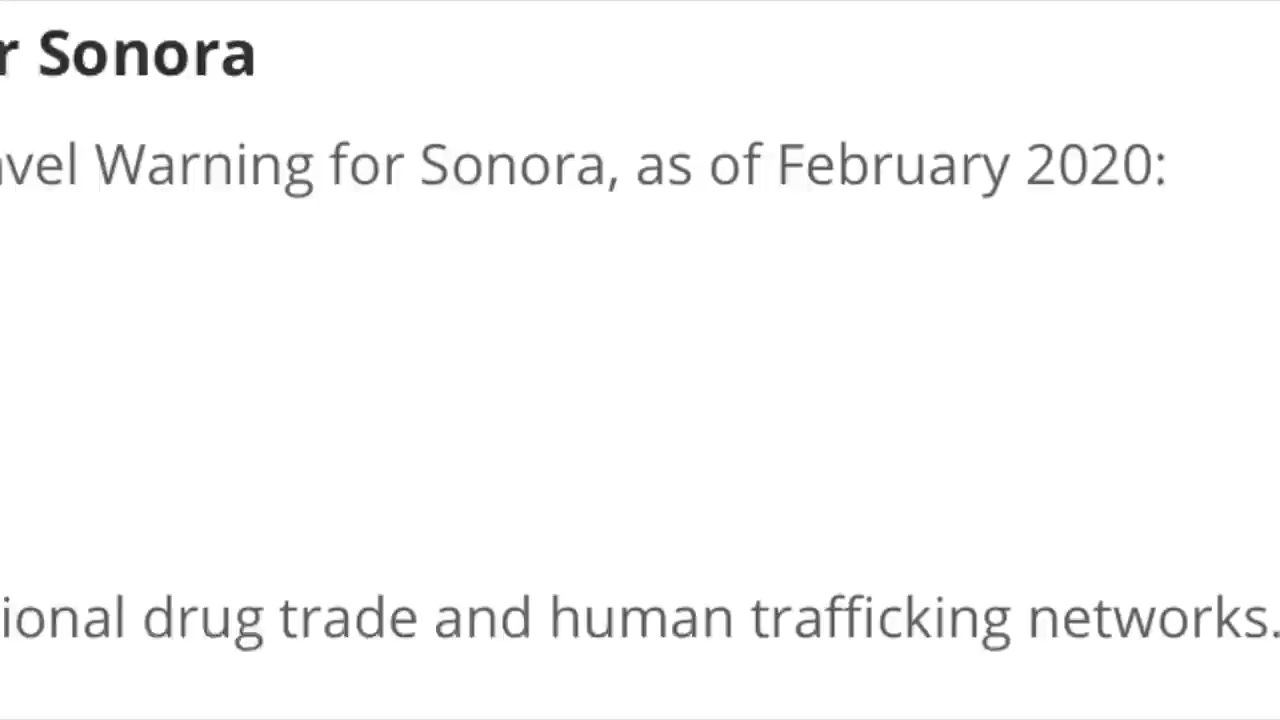 r Sonora
avel Warning for Sonora, as of February 2020:
ional drug trade and human trafficking networks.